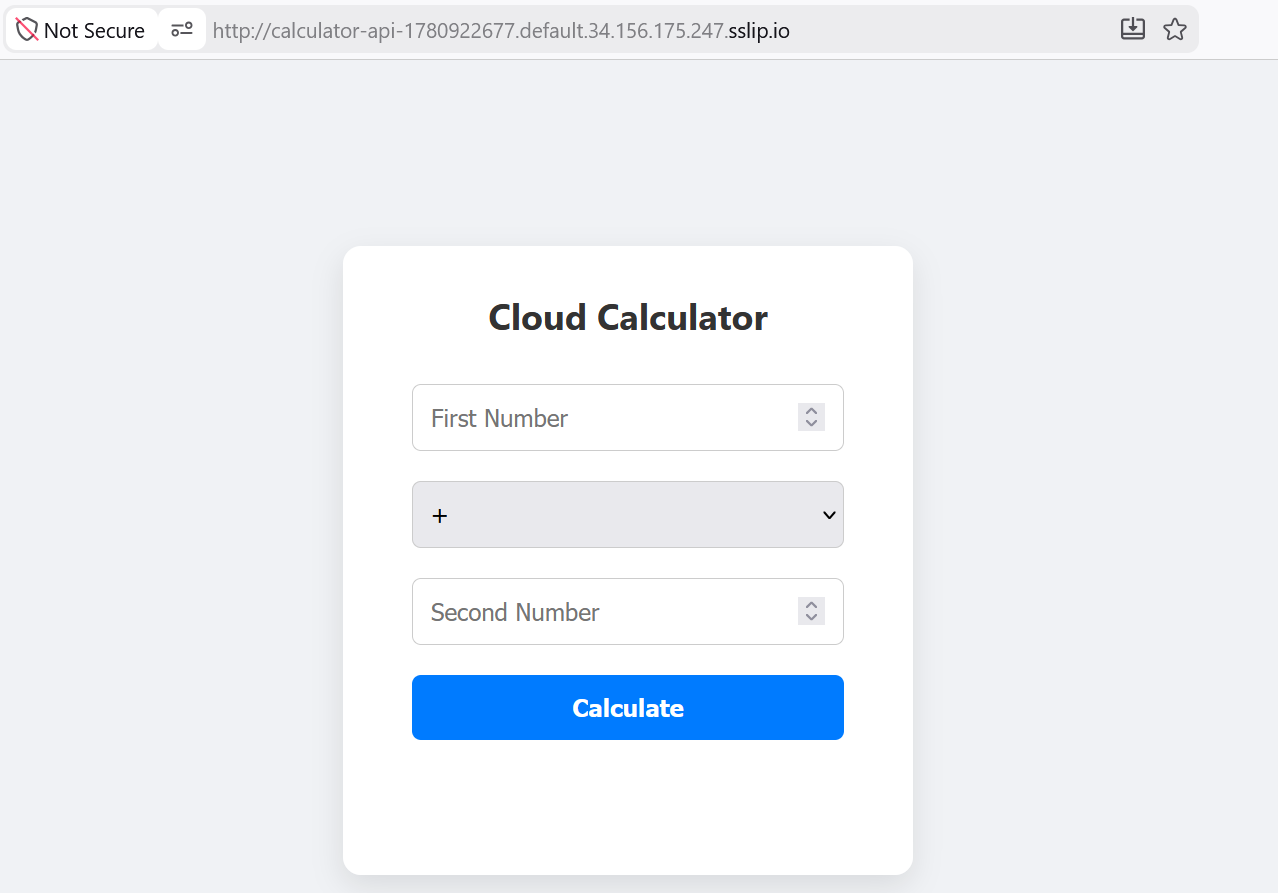 Not Secure http://calculator-api-1780922677.default.34.156.175.247.sslip.io
Cloud Calculator
First Number
+
Second Number
Calculate